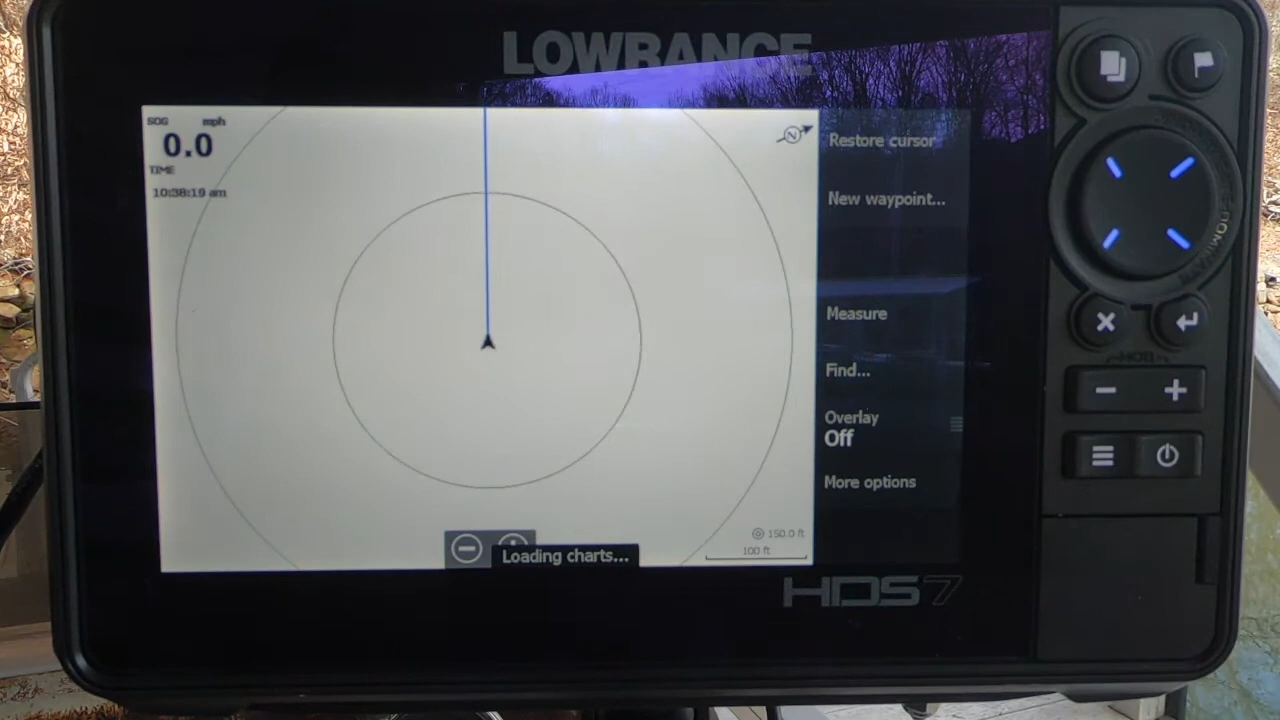 LOWRANCE
SOG mph
0.0
TIME
10:38:19 am
N
Restore cursor
New waypoint...
Measure
Find...
Overlay
Off
More options
150.0 ft
100 ft
Loading charts...
HDS7